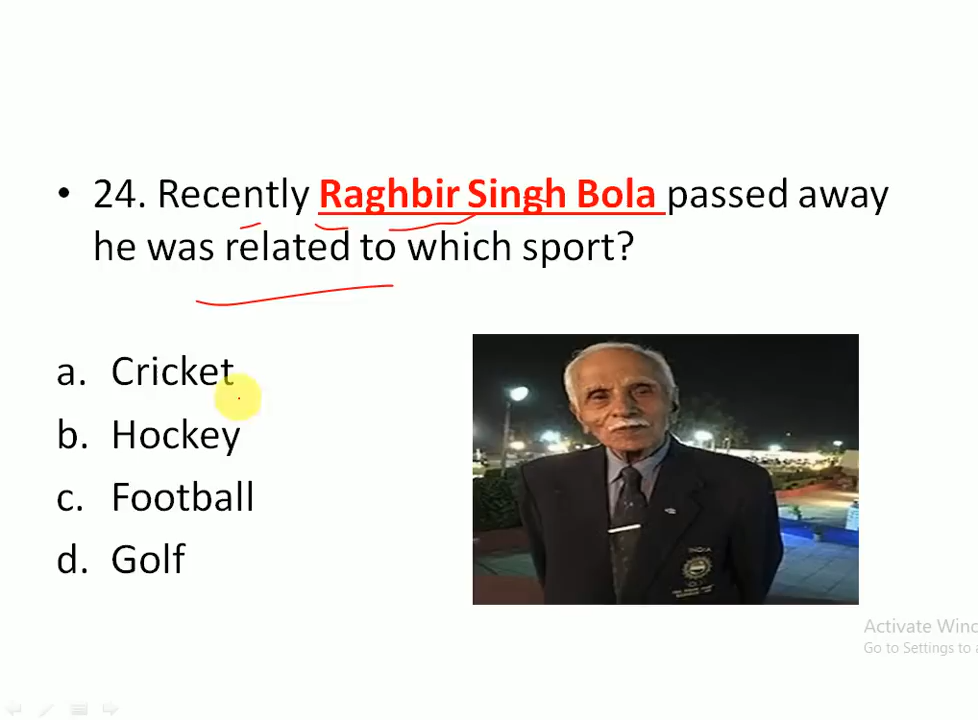 • 24. Recently Raghbir Singh Bola passed away
he was related to which sport?
a. Cricket
b. Hockey
c. Football
d. Golf
INDIA
Activate Winc
Go to Settings to a